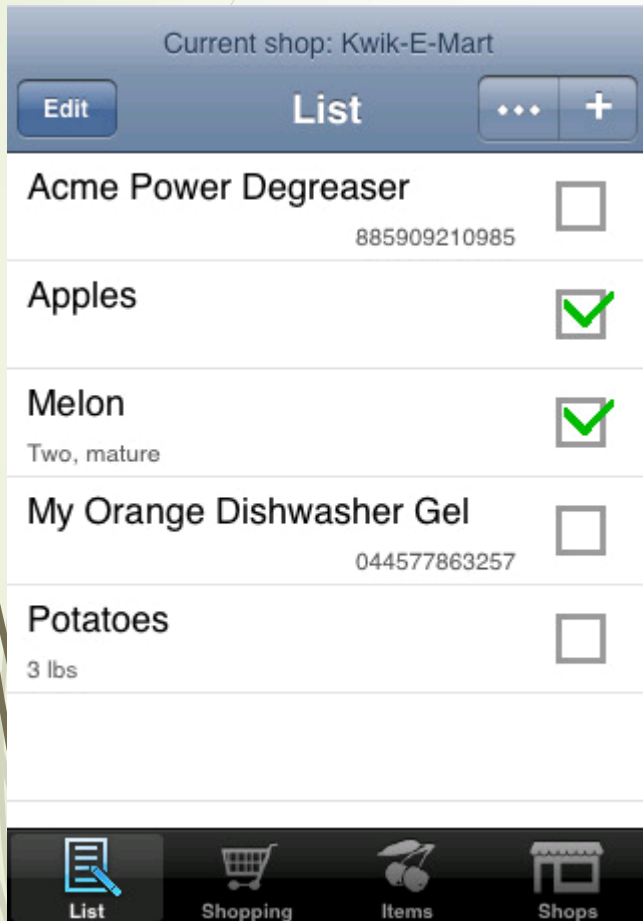 Current shop: Kwik-E-Mart
Edit List ••• +
Acme Power Degreaser
885909210985
Apples
Melon
Two, mature
My Orange Dishwasher Gel
044577863257
Potatoes
3 lbs
List Shopping Items Shops